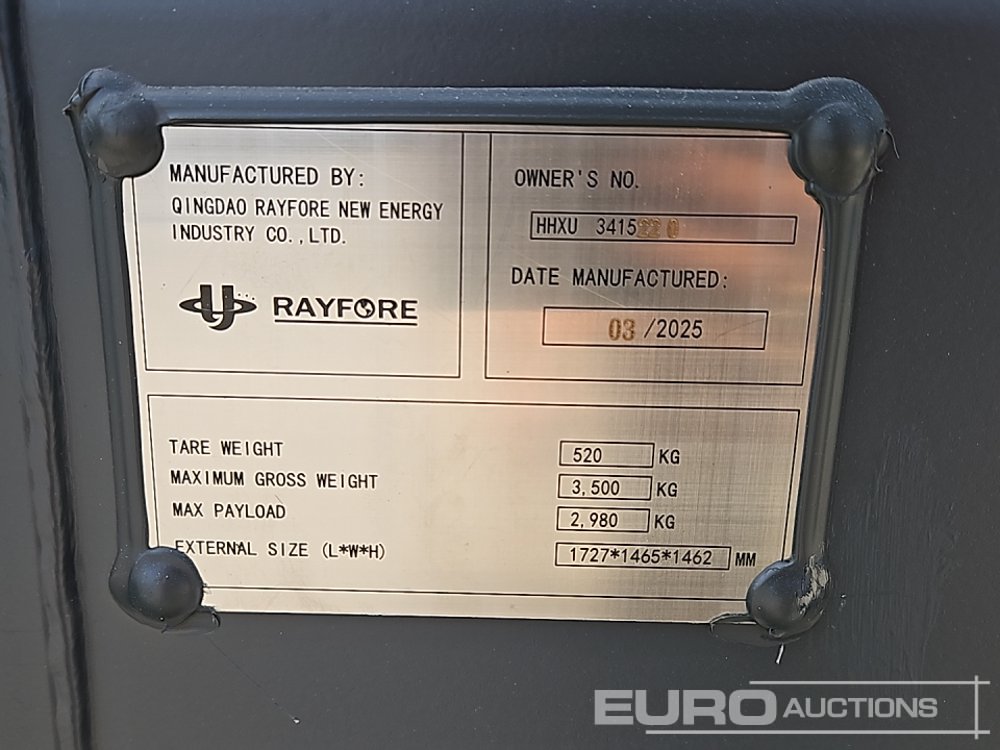 MANUFACTURED BY:
QINGDAO RAYFORE NEW ENERGY
INDUSTRY CO.,LTD.
RAYFORE
OWNER'S NO.
HHXU 3415220
DATE MANUFACTURED:
03 /2025
TARE WEIGHT 520 KG
MAXIMUM GROSS WEIGHT 3,500 KG
MAX PAYLOAD 2,980 KG
EXTERNAL SIZE (L*W*H) 1727*1465*1462 MM
EURO AUCTIONS